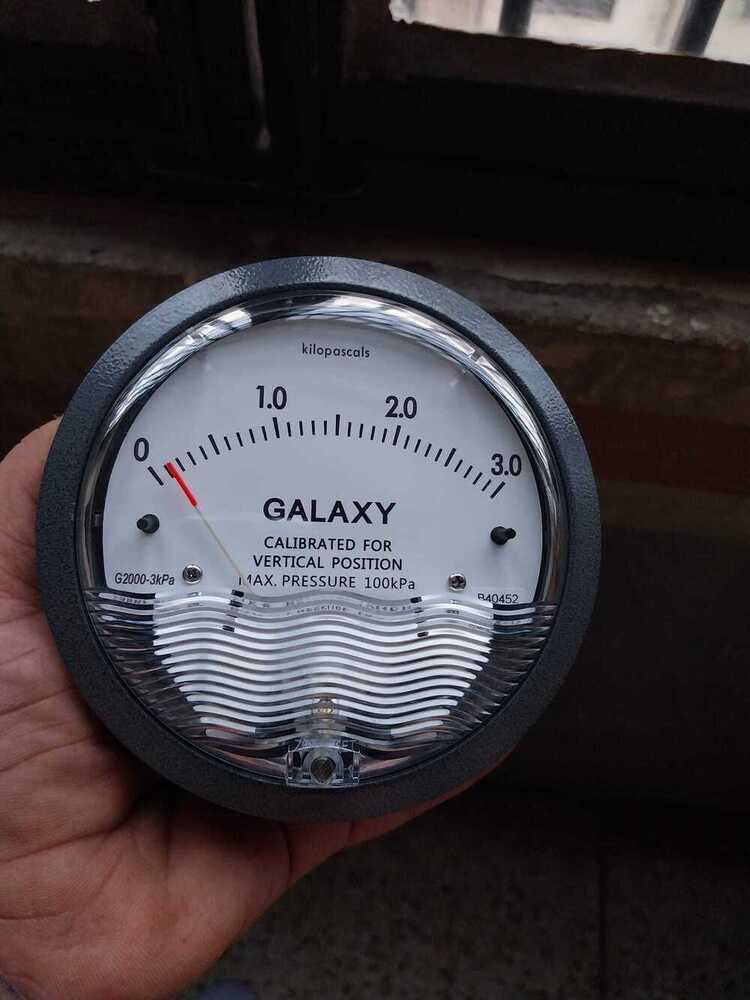 kilopascals
1.0
2.0
0
3.0
GALAXY
CALIBRATED FOR
VERTICAL POSITION
MAX. PRESSURE 100kPa
G2000-3kPa
B40452